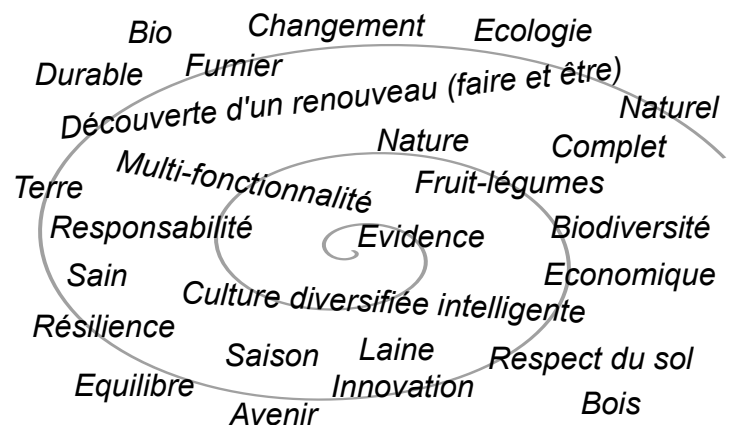 Bio
Changement
Ecologie
Durable
Fumier
Découverte d'un renouveau (faire et être)
Naturel
Nature
Complet
Multi-fonctionnalité
Fruit-légumes
Terre
Responsabilité
Evidence
Biodiversité
Sain
Economique
Culture diversifiée intelligente
Résilience
Saison
Laine
Respect du sol
Equilibre
Innovation
Avenir
Bois